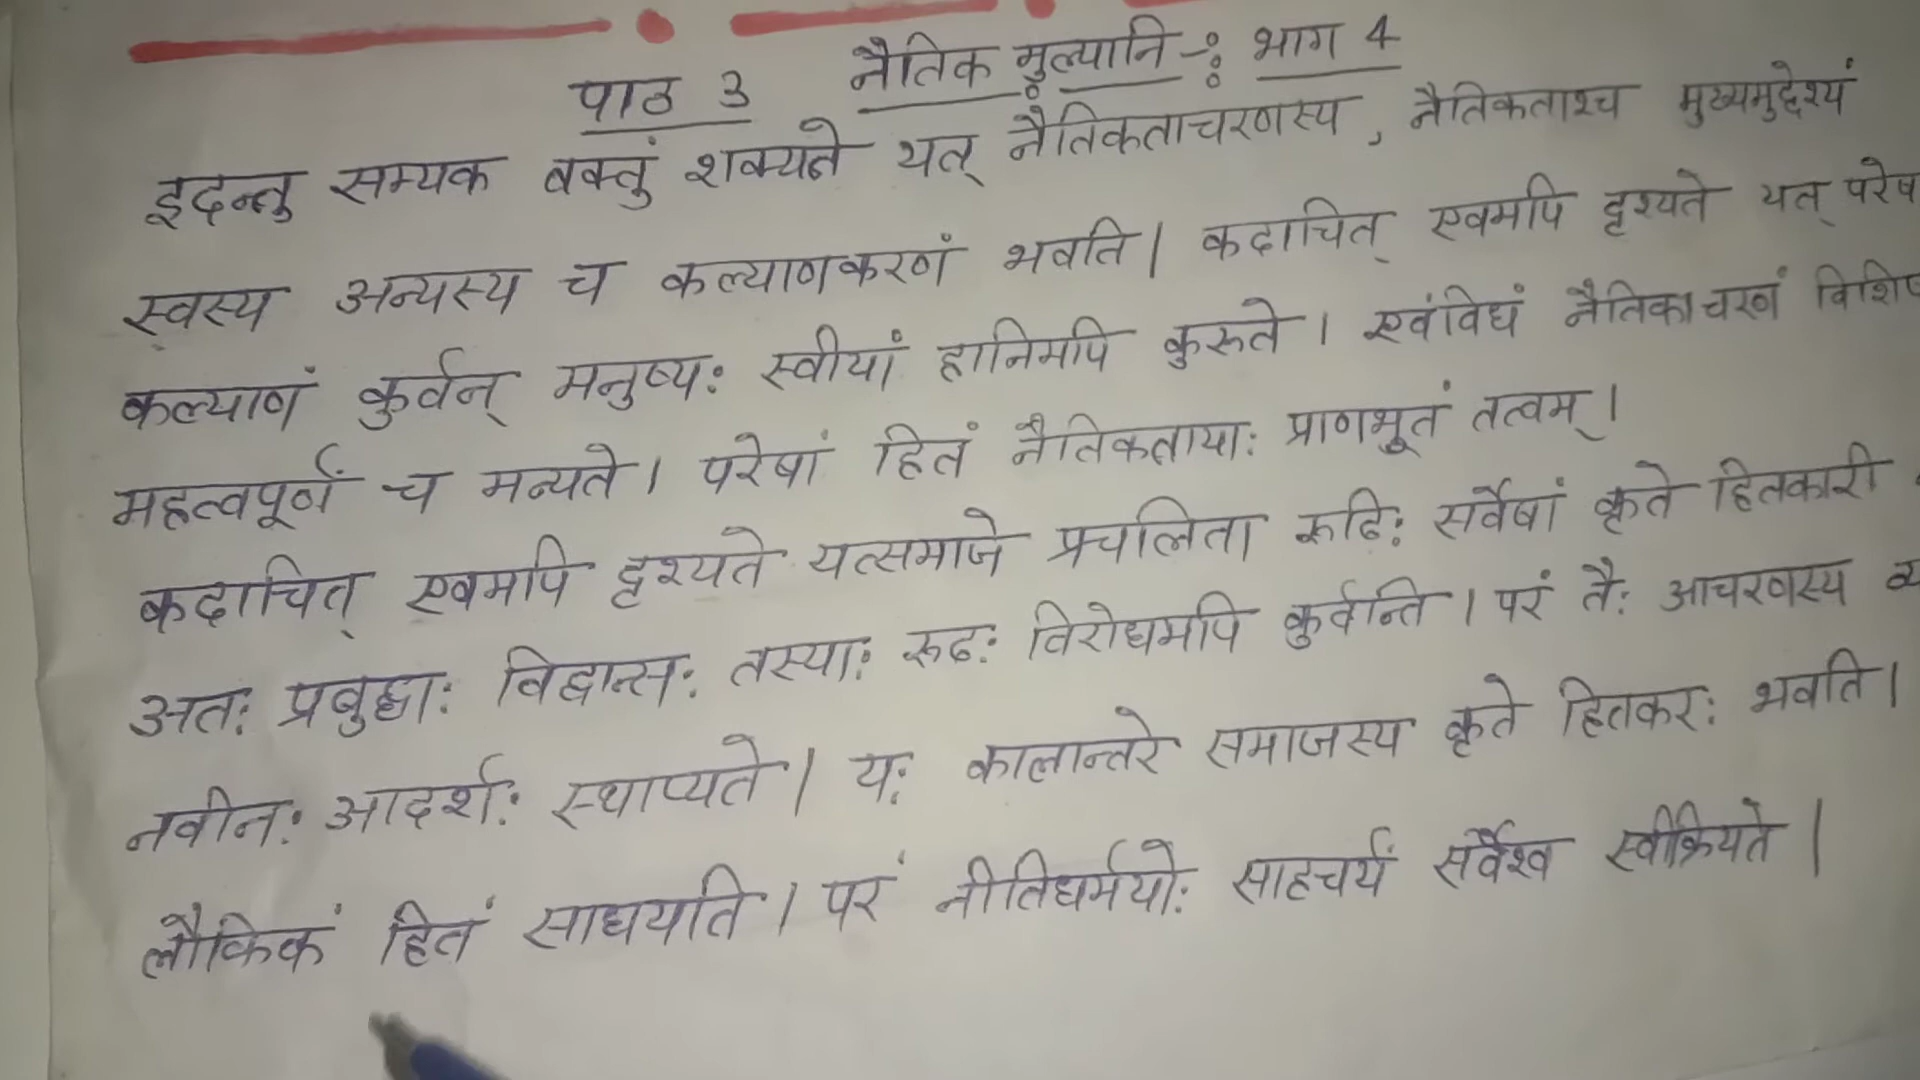 पाठ 3 नैतिक मुल्यानि -: भाग 4
इदन्तु सम्यक वक्तुं शक्यते यत् नैतिकताचरणस्य, नैतिकताश्च मुख्यमुद्देश्यं
स्वस्य अन्यस्य च कल्याणकरणं भवति। कदाचित् एवमपि दृश्यते यत्
कल्याणं कुर्वन् मनुष्यः स्वीयां हानिमपि कुरुते। एवंविधं नैतिकाचरणं
महत्वपूर्णं च मन्यते। परेषां हितं नैतिकतायाः प्राणभूतं तत्वम्।
कदाचित् एवमपि दृश्यते यत्समाजे प्रचलिता रूढिः सर्वेषां कृते हितकारी
अतः प्रबुद्धाः विद्वान्सः तस्याः रूढः विरोधमपि कुर्वन्ति। परं तैः आचरणस्य
नवीनः आदर्शः स्थाप्यते। यः कालान्तरे समाजस्य कृते हितकरः भवति।
लौकिकं हितं साधयति। परं नीतिधर्मयोः साहचर्यं सर्वैरेव स्वीक्रियते।